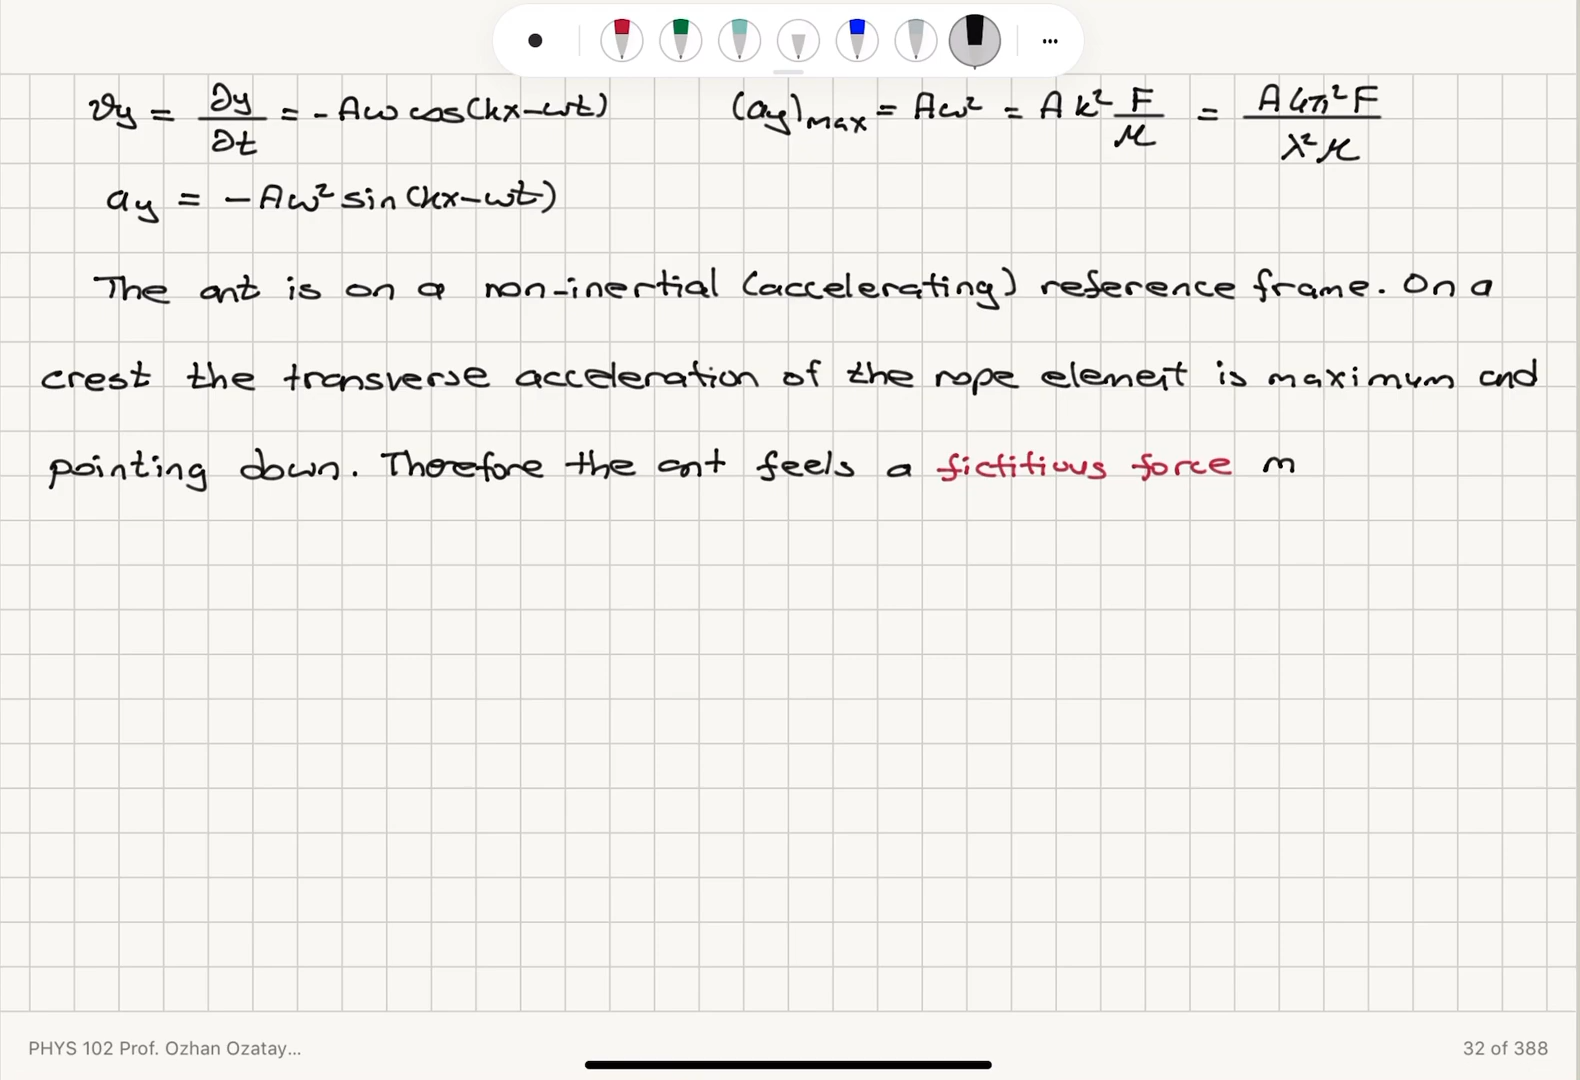 vy = ∂y/∂t = -Aω cos(kx-ωt) (ay)max = Aω² = A k² F/μ = A 4π² F/λ² μ
ay = -Aω² sin(kx-ωt)
The ant is on a non-inertial (accelerating) reference frame. On a
crest the transverse acceleration of the rope element is maximum and
pointing down. Therefore the ant feels a fictitious force m
PHYS 102 Prof. Ozhan Ozatay...
32 of 388